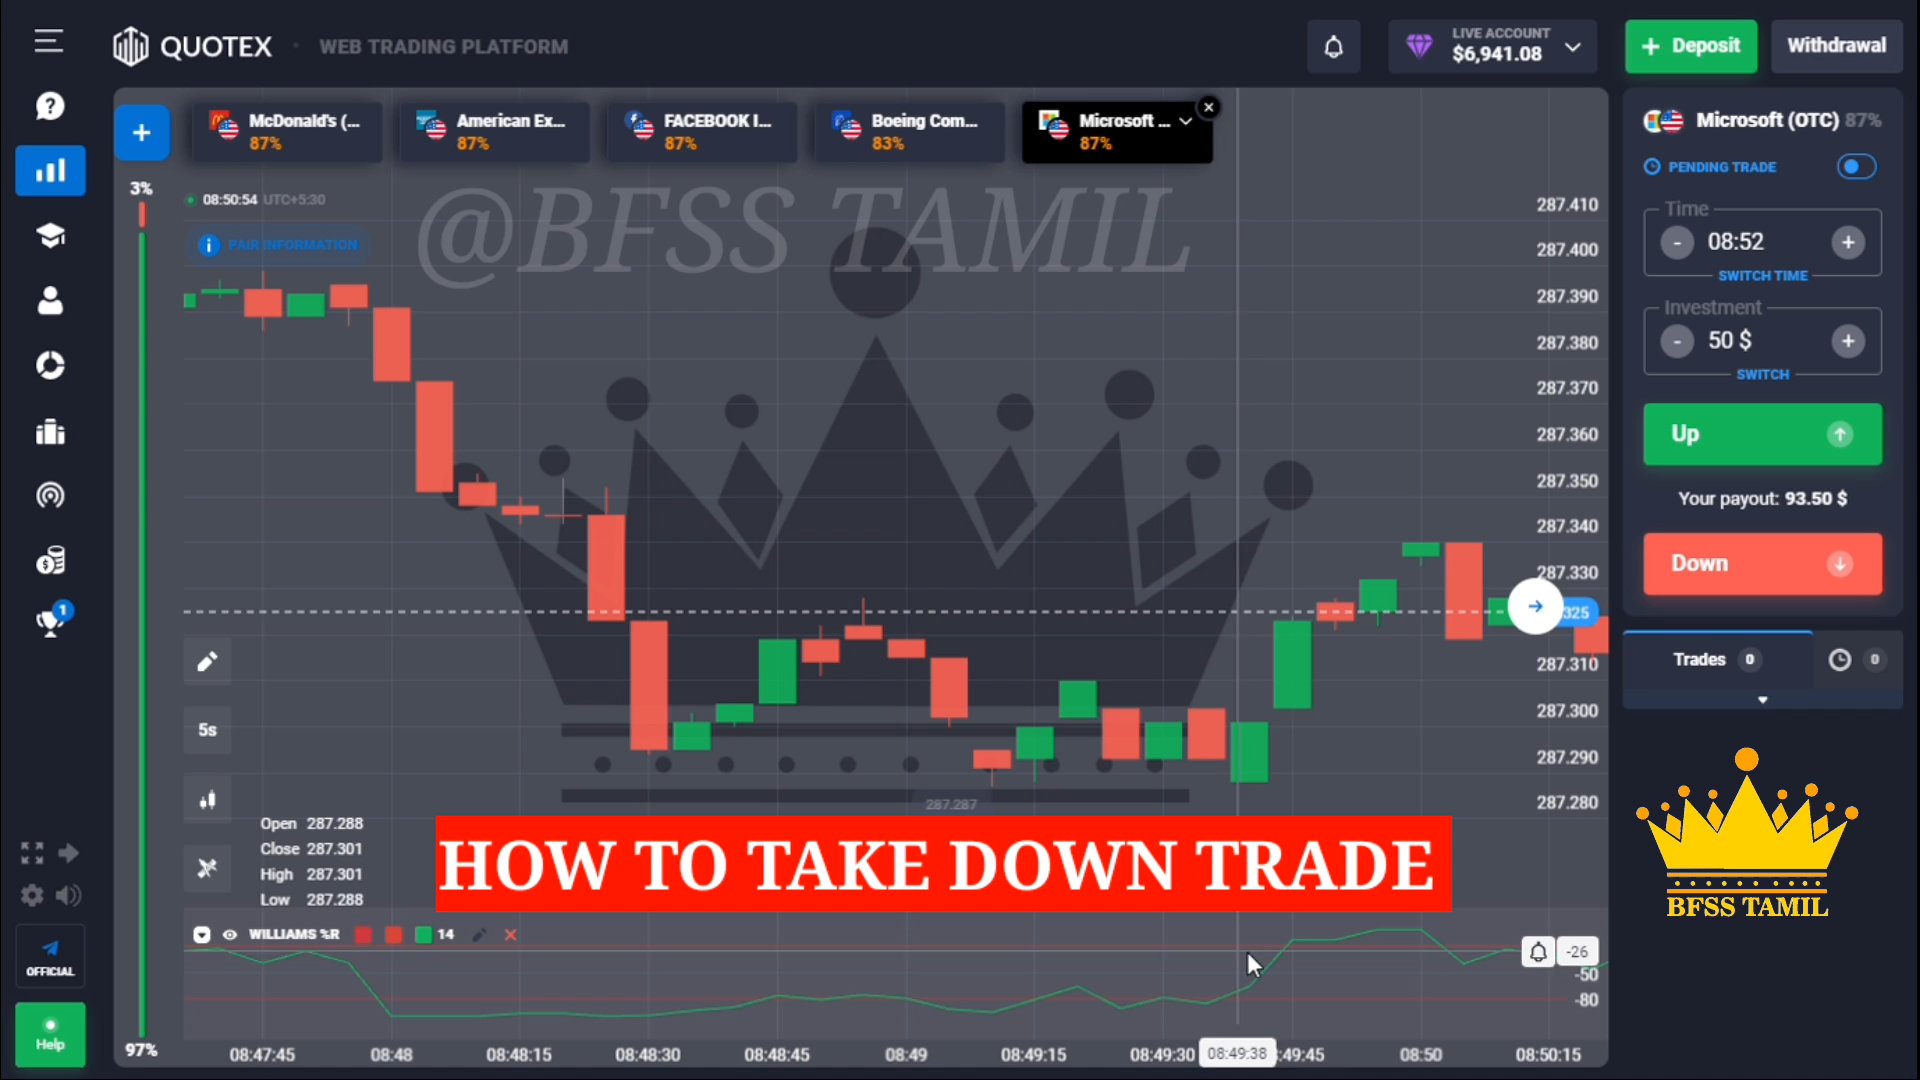 QUOTEX
WEB TRADING PLATFORM
LIVE ACCOUNT
$6,941.08
+ Deposit
Withdrawal
McDonald's (...
87%
American Ex...
87%
FACEBOOK I...
87%
Boeing Com...
83%
Microsoft ...
87%
Microsoft (OTC) 87%
PENDING TRADE
Time
- 08:52 +
SWITCH TIME
Investment
- 50 $ +
SWITCH
Up
Your payout: 93.50 $
Down
Trades 0
0
3%
08:50:54 UTC+5:30
PAIR INFORMATION
@BFSS TAMIL
287.410
287.400
287.390
287.380
287.370
287.360
287.350
287.340
287.330
325
287.310
287.300
287.290
287.280
1
5s
287.287
Open 287.288
Close 287.301
High 287.301
Low 287.288
HOW TO TAKE DOWN TRADE
BFSS TAMIL
WILLIAMS %R 14
-26
-50
-80
OFFICIAL
Help
97%
08:47:45
08:48
08:48:15
08:48:30
08:48:45
08:49
08:49:15
08:49:30
08:49:38
:49:45
08:50
08:50:15